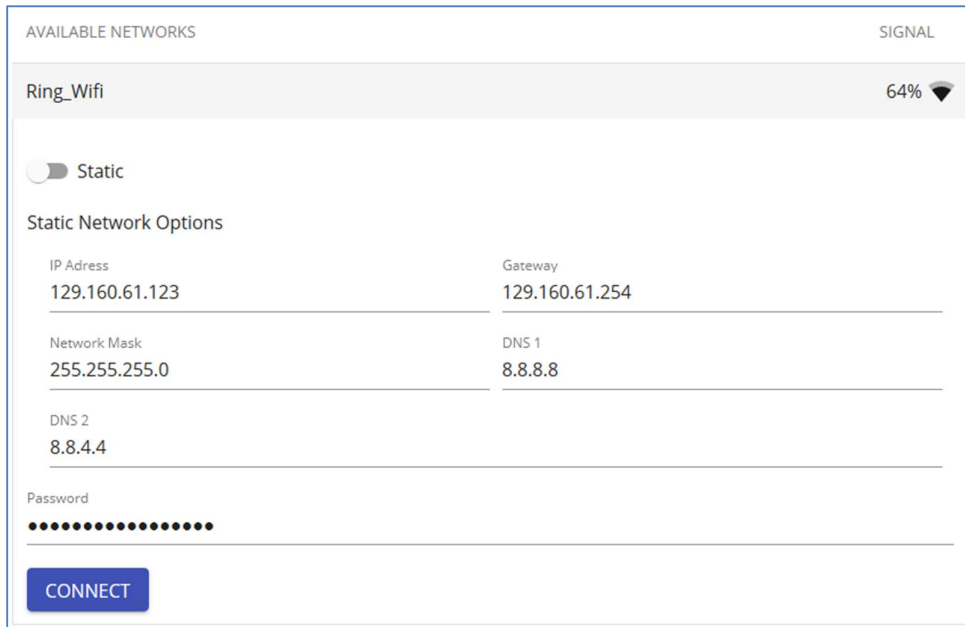 AVAILABLE NETWORKS SIGNAL
Ring_Wifi 64%
Static
Static Network Options
IP Adress Gateway
129.160.61.123 129.160.61.254
Network Mask DNS 1
255.255.255.0 8.8.8.8
DNS 2
8.8.4.4
Password
•••••••••••••••••
CONNECT